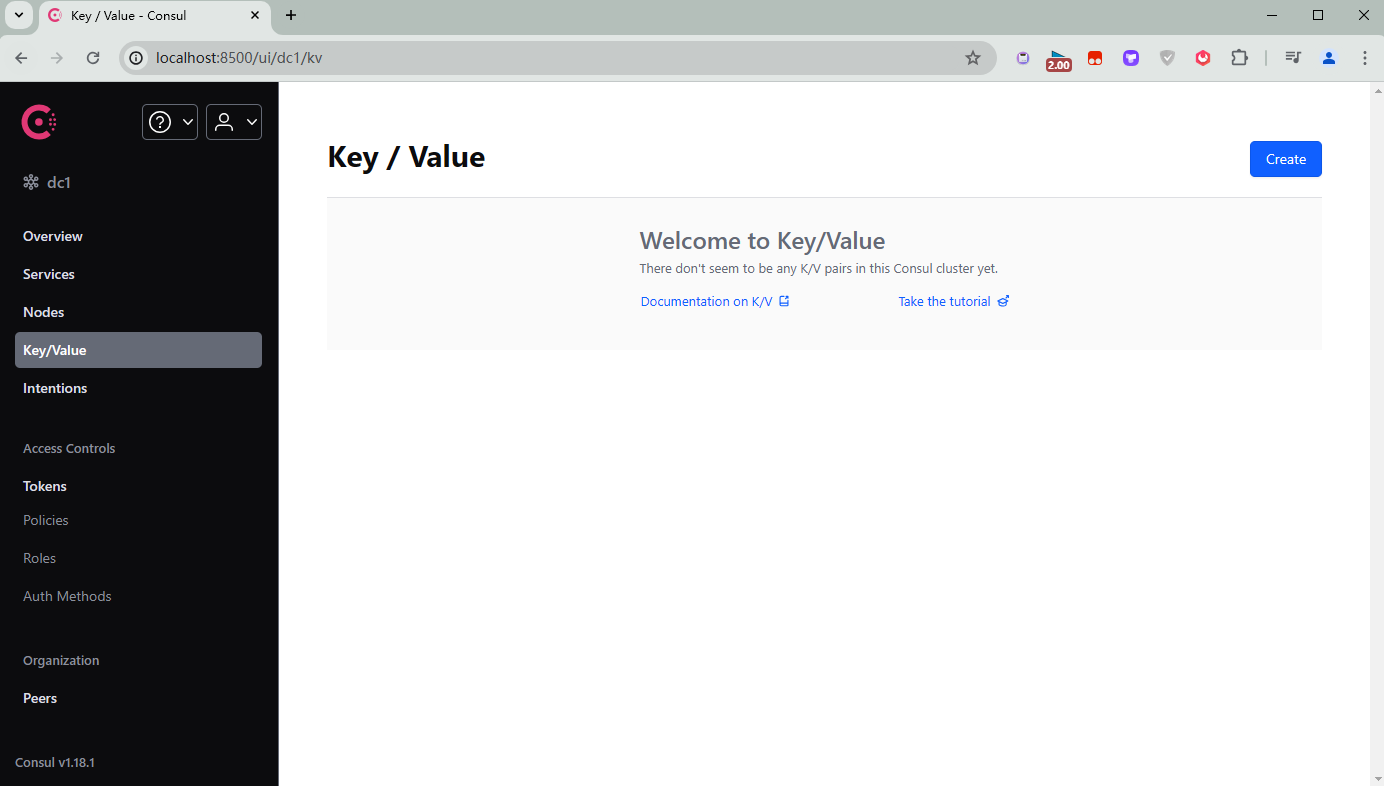 Key / Value - Consul
localhost:8500/ui/dc1/kv
2.00
dc1
Overview
Services
Nodes
Key/Value
Intentions
Access Controls
Tokens
Policies
Roles
Auth Methods
Organization
Peers
Consul v1.18.1
Key / Value
Create
Welcome to Key/Value
There don't seem to be any K/V pairs in this Consul cluster yet.
Documentation on K/V
Take the tutorial